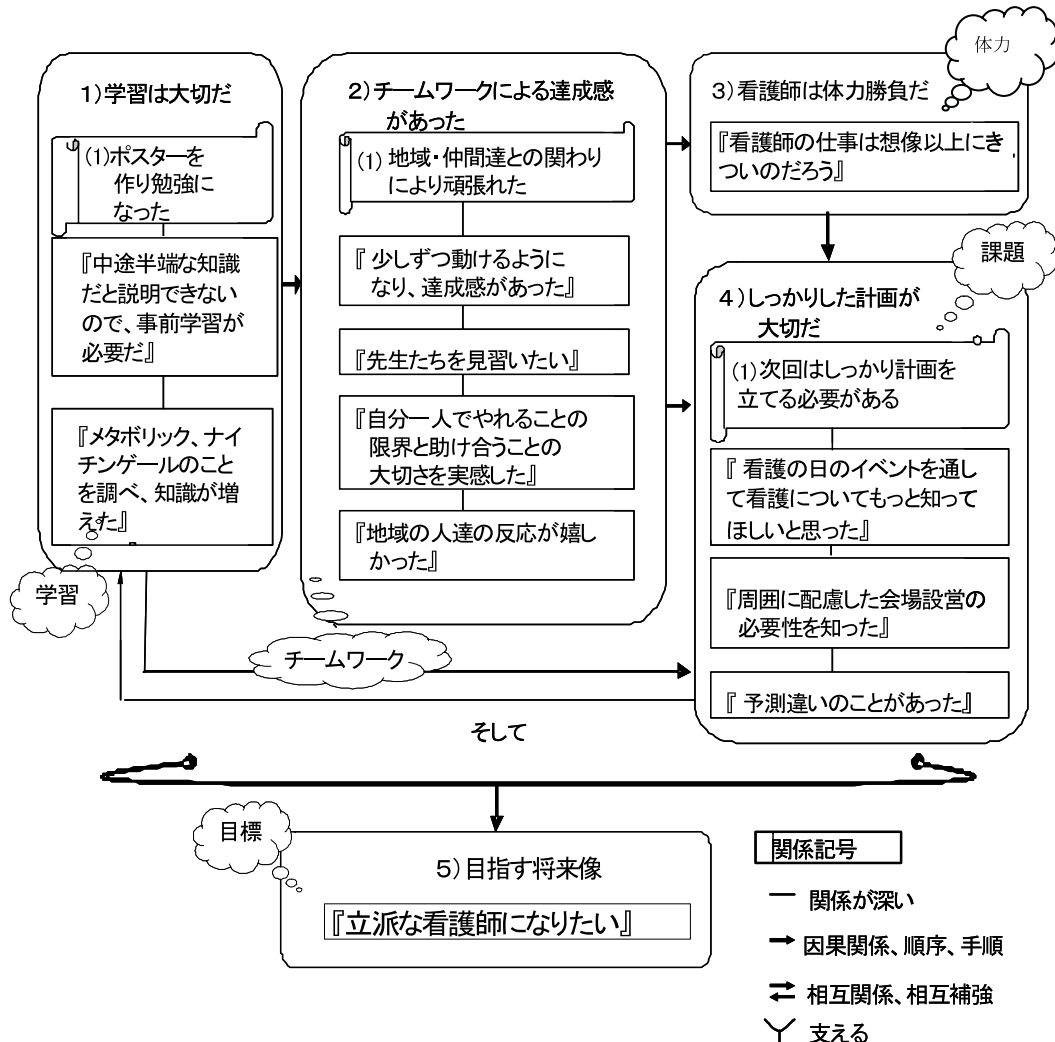 1)学習は大切だ
(1)ポスターを
作り勉強に
なった
『中途半端な知識
だと説明できない
ので、事前学習が
必要だ』
『メタボリック、ナイ
チンゲールのこと
を調べ、知識が増
えた』
学習
2)チームワークによる達成感
があった
(1)地域・仲間達との関わり
により頑張れた
『少しずつ動けるように
なり、達成感があった』
『先生たちを見習いたい』
『自分一人でやれることの
限界と助け合うことの
大切さを実感した』
『地域の人達の反応が嬉し
かった』
チームワーク
体力
3)看護師は体力勝負だ
『看護師の仕事は想像以上にき
ついのだろう』
課題
4)しっかりした計画が
大切だ
(1)次回はしっかり計画を
立てる必要がある
『看護の日のイベントを通し
て看護についてもっと知って
ほしいと思った』
『周囲に配慮した会場設営の
必要性を知った』
『予測違いのことがあった』
そして
目標
5)目指す将来像
『立派な看護師になりたい』
関係記号
関係が深い
因果関係、順序、手順
相互関係、相互補強
支える